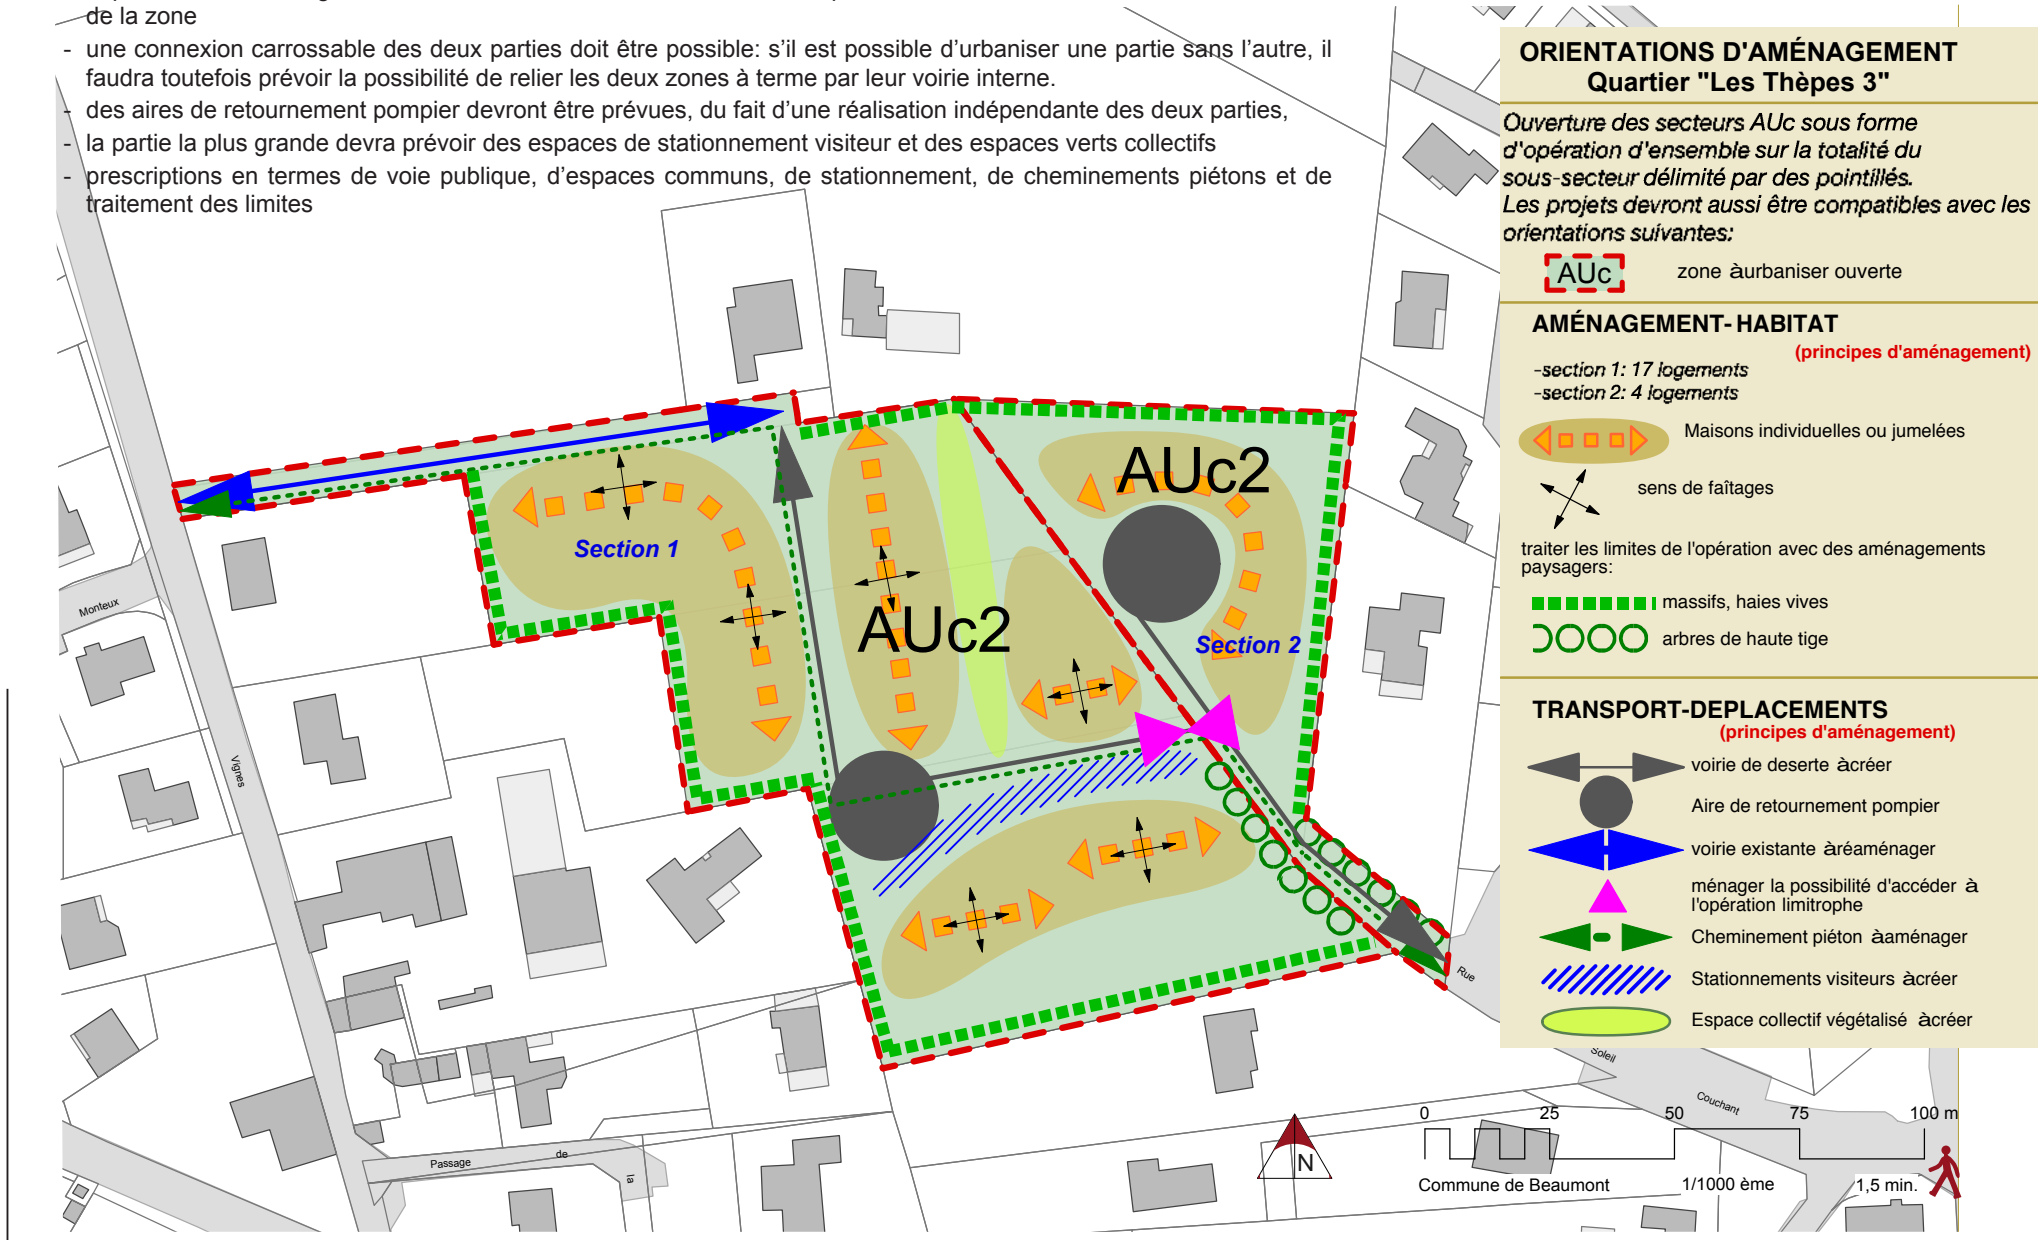 de la zone
- une connexion carrossable des deux parties doit être possible: s'il est possible d'urbaniser une partie sans l'autre, il
faudra toutefois prévoir la possibilité de relier les deux zones à terme par leur voirie interne.
- des aires de retournement pompier devront être prévues, du fait d'une réalisation indépendante des deux parties,
- la partie la plus grande devra prévoir des espaces de stationnement visiteur et des espaces verts collectifs
- prescriptions en termes de voie publique, d'espaces communs, de stationnement, de cheminements piétons et de
traitement des limites
ORIENTATIONS D'AMÉNAGEMENT
Quartier "Les Thèpes 3"
Ouverture des secteurs AUc sous forme
d'opération d'ensemble sur la totalité du
sous-secteur délimité par des pointillés.
Les projets devront aussi être compatibles avec les
orientations suivantes:
AUc zone àurbaniser ouverte
AMÉNAGEMENT-HABITAT
(principes d'aménagement)
-section 1: 17 logements
-section 2: 4 logements
Maisons individuelles ou jumelées
sens de faîtages
traiter les limites de l'opération avec des aménagements
paysagers:
massifs, haies vives
arbres de haute tige
TRANSPORT-DEPLACEMENTS
(principes d'aménagement)
voirie de deserte àcréer
Aire de retournement pompier
voirie existante àréaménager
ménager la possibilité d'accéder à
l'opération limitrophe
Cheminement piéton àaménager
Stationnements visiteurs àcréer
Espace collectif végétalisé àcréer
AUc2
Section 1
AUc2
Section 2
Monteux
Vignes
Rue
Soleil
Couchant
Passage
de
la
N
0 25 50 75 100 m
Commune de Beaumont 1/1000 ème 1,5 min.